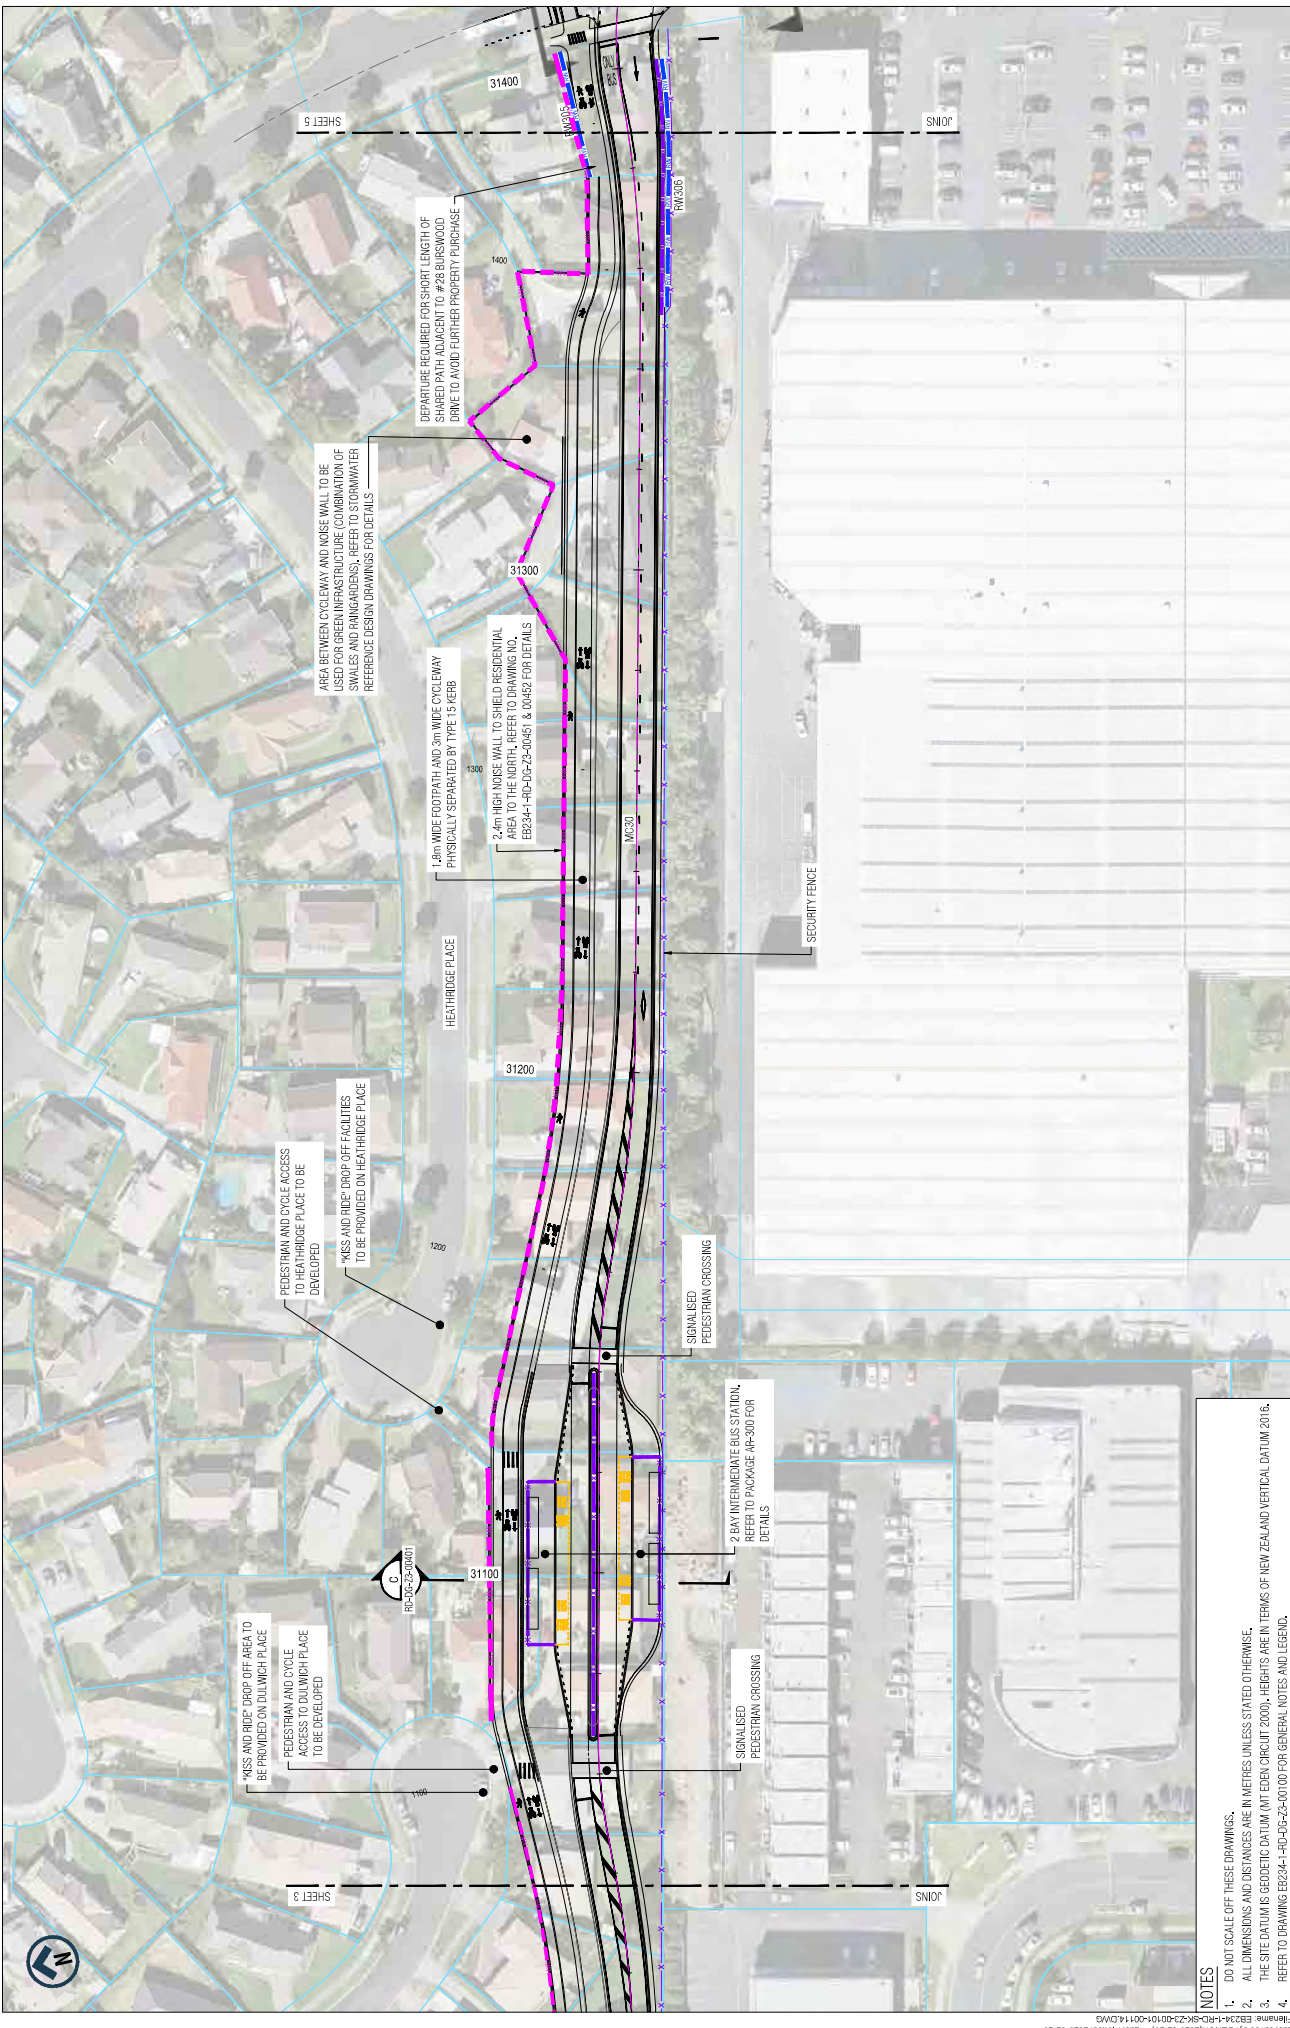 "KISS AND RIDE" DROP OFF AREA TO
BE PROVIDED ON DULWICH PLACE
PEDESTRIAN AND CYCLE
ACCESS TO DULWICH PLACE
TO BE DEVELOPED
PEDESTRIAN AND CYCLE ACCESS
TO HEATHRIDGE PLACE TO BE
DEVELOPED
"KISS AND RIDE" DROP OFF FACILITIES
TO BE PROVIDED ON HEATHRIDGE PLACE
AREA BETWEEN CYCLEWAY AND NOISE WALL TO BE
USED FOR GREEN INFRASTRUCTURE (COMBINATION OF
SWALES AND RAINGARDENS). REFER TO STORMWATER
REFERENCE DESIGN DRAWINGS FOR DETAILS
DEPARTURE REQUIRED FOR SHORT LENGTH OF
SHARED PATH ADJACENT TO #28 BURSWOOD
DRIVE TO AVOID FURTHER PROPERTY PURCHASE
1.8m WIDE FOOTPATH AND 3m WIDE CYCLEWAY
PHYSICALLY SEPARATED BY TYPE 15 KERB
2.4m HIGH NOISE WALL TO SHIELD RESIDENTIAL
AREA TO THE NORTH. REFER TO DRAWING NO.
EB234-1-RD-DG-Z3-00451 & 00452 FOR DETAILS
HEATHRIDGE PLACE
C
RD-DG-Z3-00401
1100
1200
1300
1400
31100
31200
31300
31400
RW305
RW306
ONLY
BUS
MC30
SHEET 3
JOINS
SHEET 5
JOINS
SIGNALISED
PEDESTRIAN CROSSING
2 BAY INTERMEDIATE BUS STATION.
REFER TO PACKAGE AR-300 FOR
DETAILS
SIGNALISED
PEDESTRIAN CROSSING
SECURITY FENCE
N
NOTES
1. DO NOT SCALE OFF THESE DRAWINGS.
2. ALL DIMENSIONS AND DISTANCES ARE IN METRES UNLESS STATED OTHERWISE.
3. THE SITE DATUM IS GEODETIC DATUM (MT EDEN CIRCUIT 2000). HEIGHTS ARE IN TERMS OF NEW ZEALAND VERTICAL DATUM 2016.
4. REFER TO DRAWING EB234-1-RD-DG-Z3-00100 FOR GENERAL NOTES AND LEGEND.
Filename: EB234-1-RD-SK-Z3-00101-00114.DWG